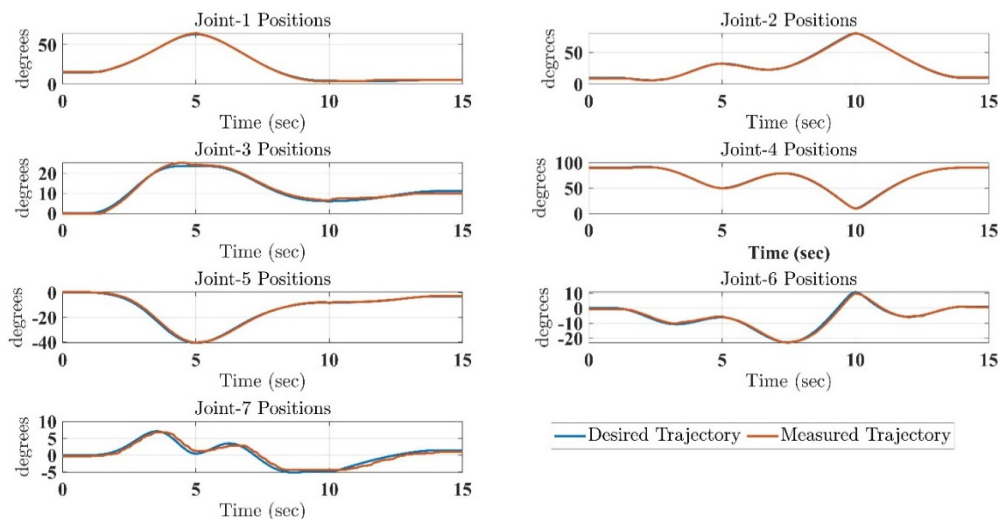 Joint-1 Positions
degrees
50
0
0 5 10 15
Time (sec)
Joint-2 Positions
degrees
50
0
0 5 10 15
Time (sec)
Joint-3 Positions
degrees
20
10
0
0 5 10 15
Time (sec)
Joint-4 Positions
degrees
100
50
0
0 5 10 15
Time (sec)
Joint-5 Positions
degrees
0
-20
-40
0 5 10 15
Time (sec)
Joint-6 Positions
degrees
10
0
-10
-20
0 5 10 15
Time (sec)
Joint-7 Positions
degrees
10
5
0
-5
0 5 10 15
Time (sec)
Desired Trajectory Measured Trajectory